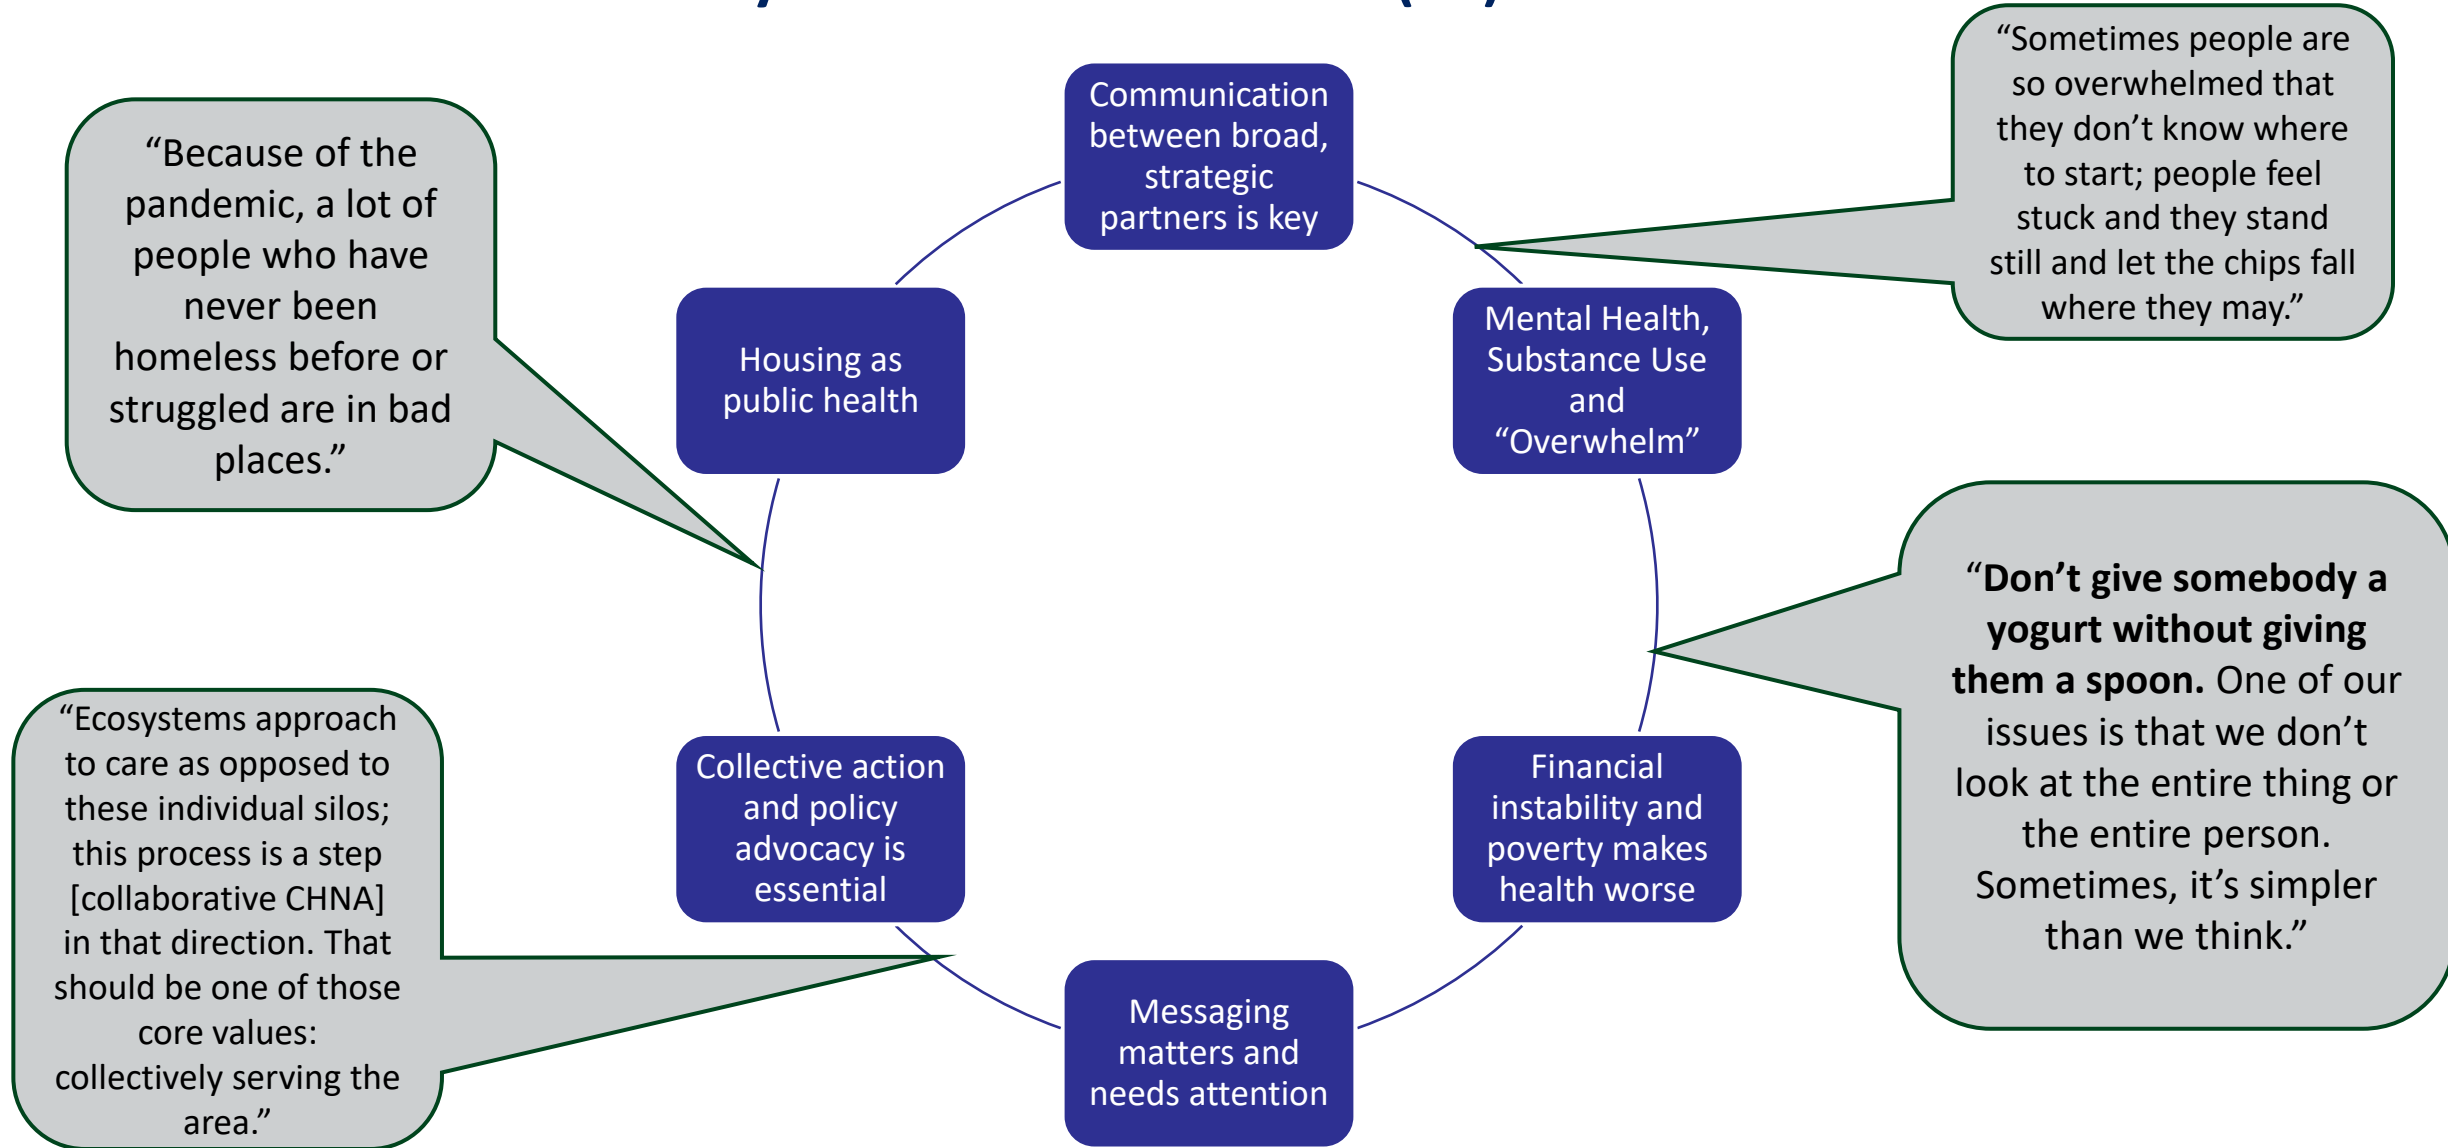 “Because of the
pandemic, a lot of
people who have
never been
homeless before or
struggled are in bad
places.”
Communication
between broad,
strategic
partners is key
“Sometimes people are
so overwhelmed that
they don’t know where
to start; people feel
stuck and they stand
still and let the chips fall
where they may.”
Housing as
public health
Mental Health,
Substance Use
and
“Overwhelm”
“Don’t give somebody a
yogurt without giving
them a spoon. One of our
issues is that we don’t
look at the entire thing or
the entire person.
Sometimes, it’s simpler
than we think.”
“Ecosystems approach
to care as opposed to
these individual silos;
this process is a step
[collaborative CHNA]
in that direction. That
should be one of those
core values:
collectively serving the
area.”
Collective action
and policy
advocacy is
essential
Financial
instability and
poverty makes
health worse
Messaging
matters and
needs attention